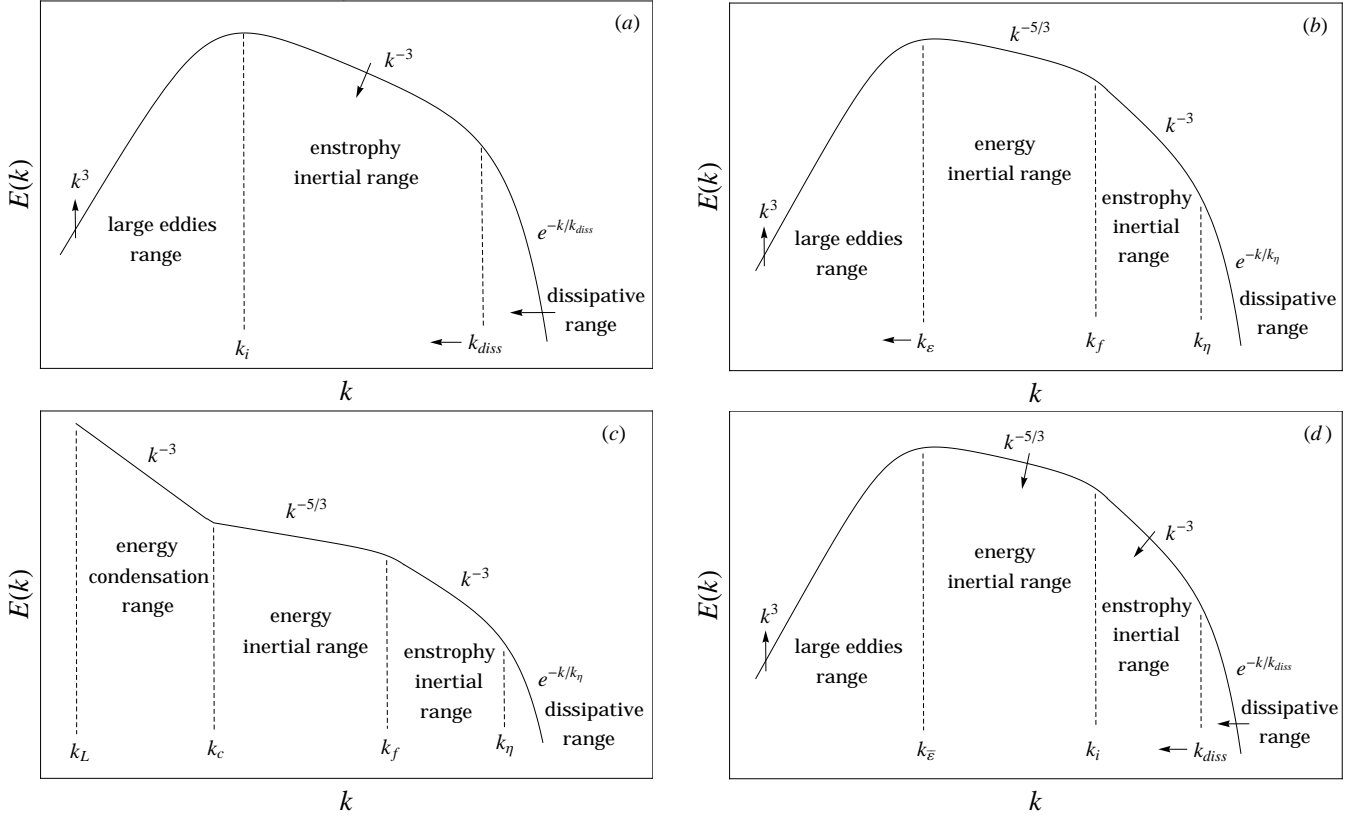 (a)
k^{-3}
enstrophy
inertial range
k^3
large eddies
range
e^{-k/k_{diss}}
dissipative
range
k_i
k_{diss}
E(k)
k
(b)
k^{-5/3}
energy
inertial range
k^{-3}
enstrophy
inertial
range
k^3
large eddies
range
e^{-k/k_η}
dissipative
range
k_ε
k_f
k_η
E(k)
k
(c)
k^{-3}
k^{-5/3}
energy
condensation
range
k^{-3}
energy
inertial range
enstrophy
inertial
range
e^{-k/k_η}
dissipative
range
k_L
k_c
k_f
k_η
E(k)
k
(d)
k^{-5/3}
k^{-3}
energy
inertial range
enstrophy
inertial
range
k^3
large eddies
range
e^{-k/k_{diss}}
dissipative
range
k_{\overline{ε}}
k_i
k_{diss}
E(k)
k